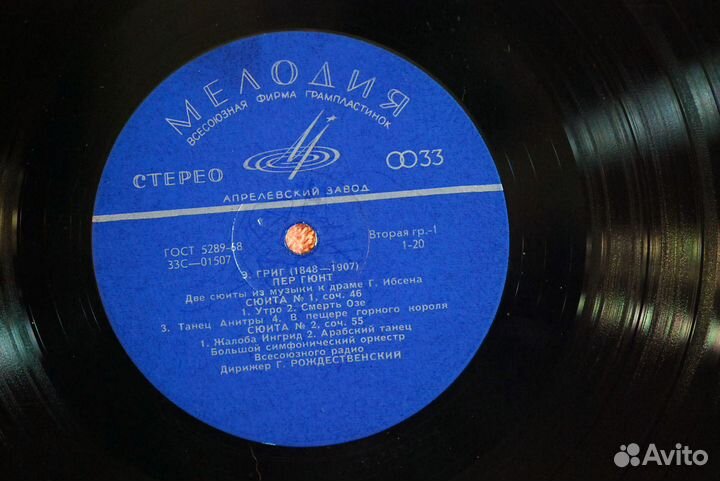 МЕЛОДИЯ
ВСЕСОЮЗНАЯ ФИРМА ГРАМПЛАСТИНОК
СТЕРЕО
33
АПРЕЛЕВСКИЙ ЗАВОД
ГОСТ 5289-68
33С—01507
Вторая гр.-1
1-20
Э. ГРИГ (1848—1907)
ПЕР ГЮНТ
Две сюиты из музыки к драме Г. Ибсена
СЮИТА № 1, соч. 46
1. Утро 2. Смерть Озе
3. Танец Анитры 4. В пещере горного короля
СЮИТА № 2, соч. 55
1. Жалоба Ингрид 2. Арабский танец
Большой симфонический оркестр
Всесоюзного радио
Дирижер Г. РОЖДЕСТВЕНСКИЙ
Avito